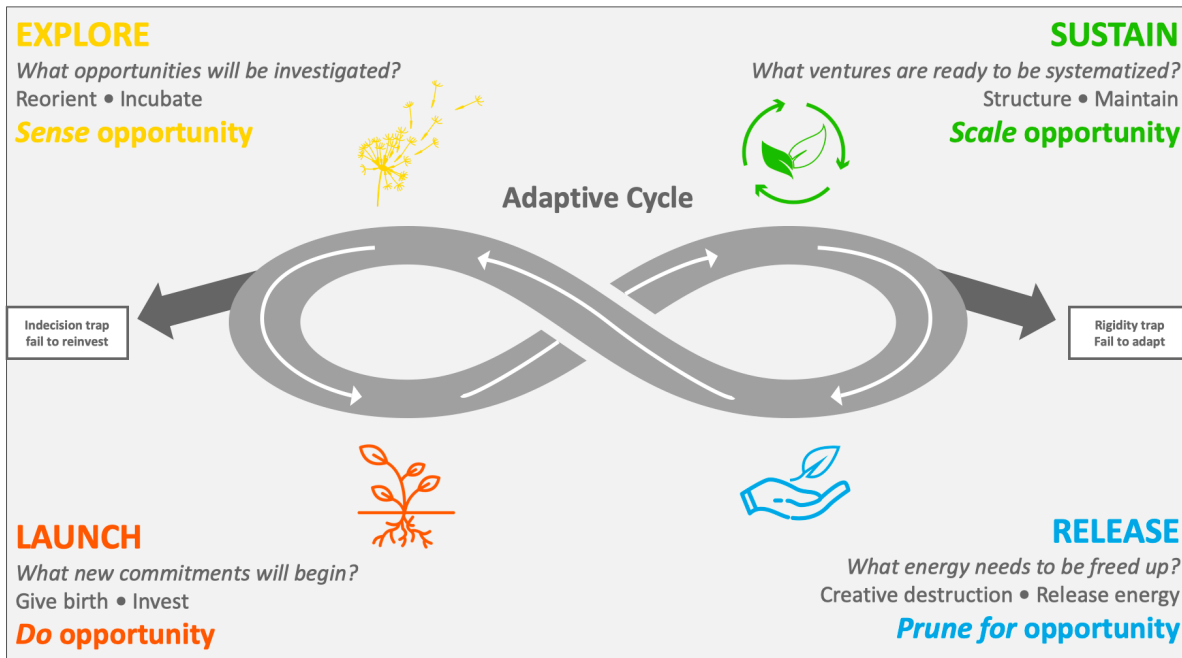 EXPLORE
What opportunities will be investigated?
Reorient • Incubate
Sense opportunity
SUSTAIN
What ventures are ready to be systematized?
Structure • Maintain
Scale opportunity
Adaptive Cycle
Indecision trap
fail to reinvest
Rigidity trap
Fail to adapt
LAUNCH
What new commitments will begin?
Give birth • Invest
Do opportunity
RELEASE
What energy needs to be freed up?
Creative destruction • Release energy
Prune for opportunity